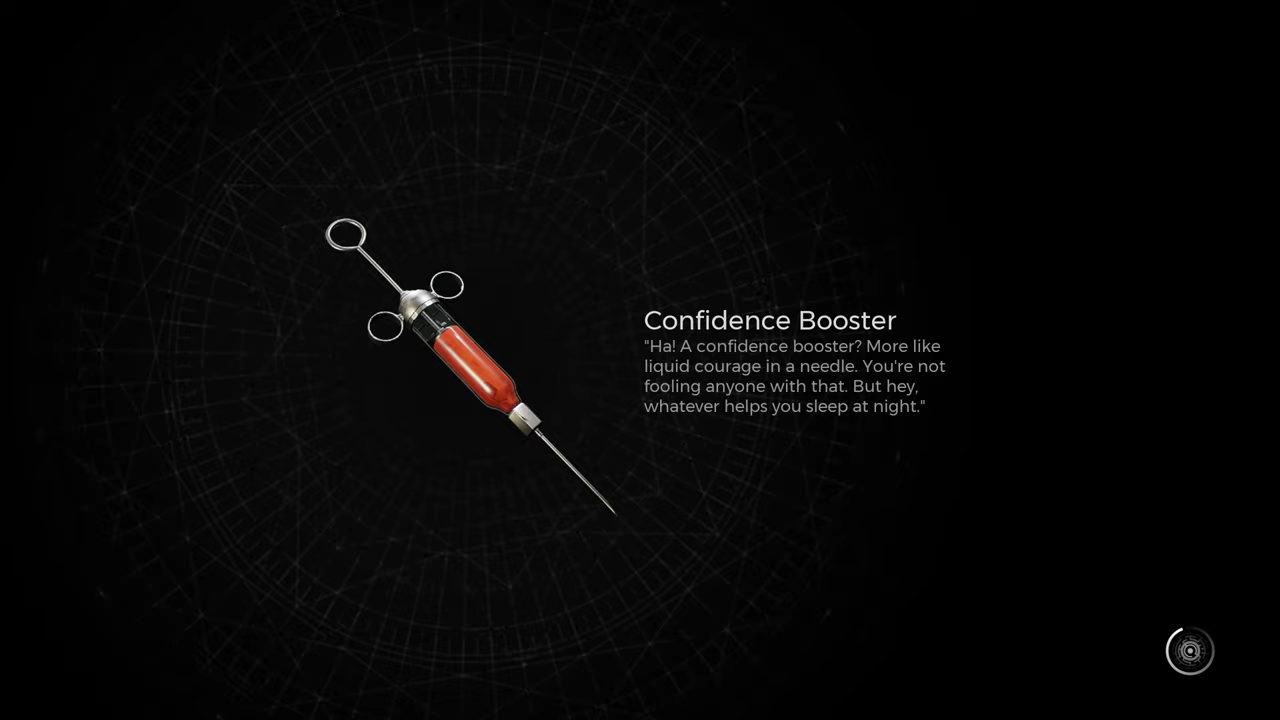 Confidence Booster
"Ha! A confidence booster? More like
liquid courage in a needle. You're not
fooling anyone with that. But hey,
whatever helps you sleep at night."